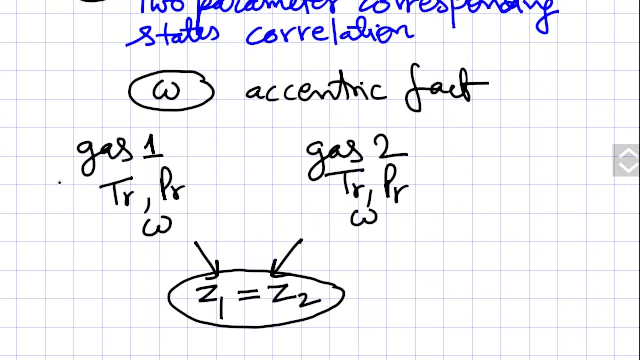 Two parameter corresponding
states correlation
ω accentric fact
gas 1 gas 2
Tr, Pr Tr, Pr
ω ω
Z1 = Z2